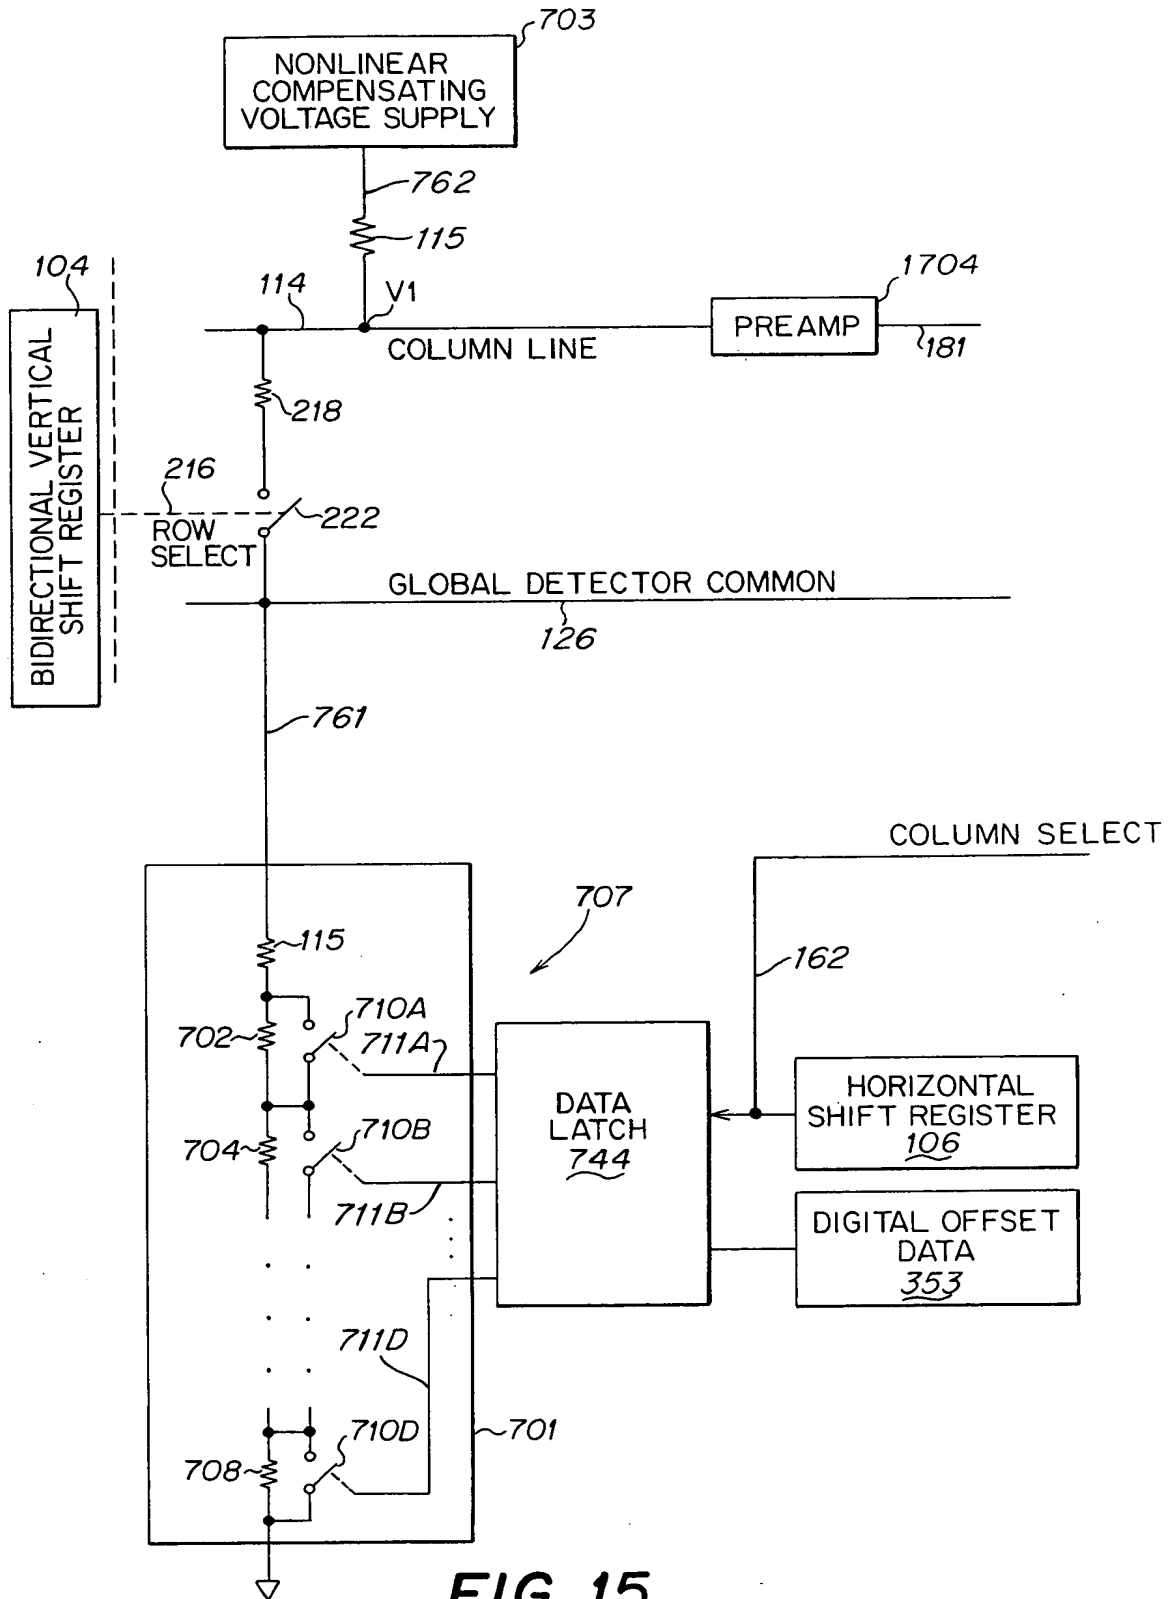 703
NONLINEAR
COMPENSATING
VOLTAGE SUPPLY
762
115
104
114
V1
1704
PREAMP
COLUMN LINE
181
218
BIDIRECTIONAL VERTICAL
SHIFT REGISTER
216
222
ROW
SELECT
GLOBAL DETECTOR COMMON
126
761
COLUMN SELECT
707
115
162
710A
702
711A
HORIZONTAL
SHIFT REGISTER
106
DATA
LATCH
744
710B
704
711B
DIGITAL OFFSET
DATA
353
711D
710D
701
708
FIG. 15